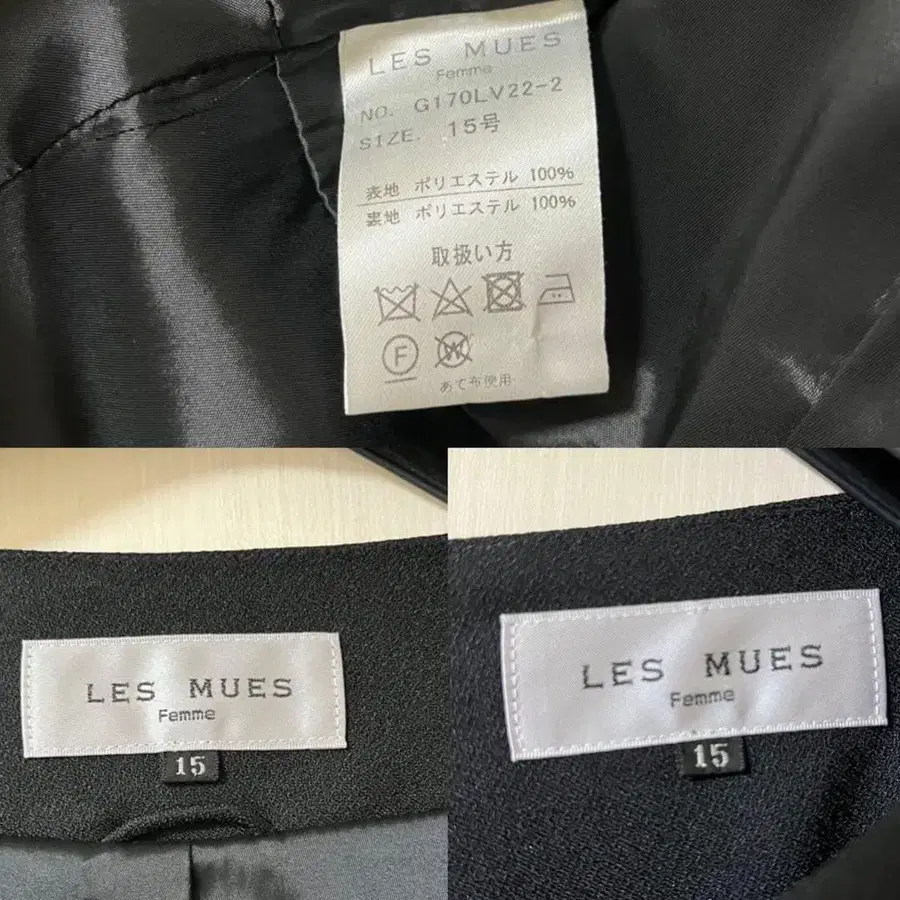 LES MUES
Femme
NO. G170LV22-2
SIZE. 15号
表地 ポリエステル 100%
裏地 ポリエステル 100%
取扱い方
F W
あて布使用
LES MUES
Femme
15
LES MUES
Femme
15